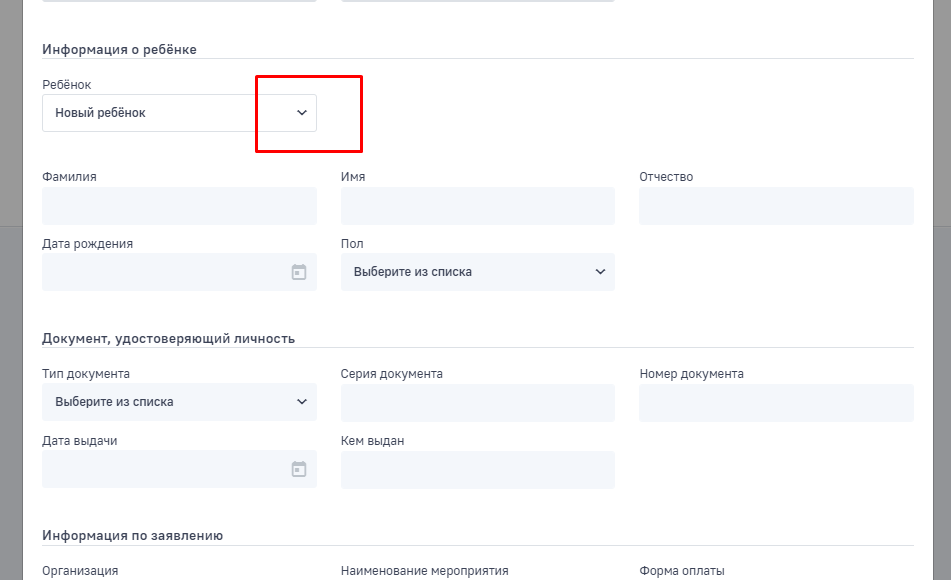 Информация о ребёнке
Ребёнок
Новый ребёнок
Фамилия Имя Отчество
Дата рождения Пол
Выберите из списка
Документ, удостоверяющий личность
Тип документа Серия документа Номер документа
Выберите из списка
Дата выдачи Кем выдан
Информация по заявлению
Организация Наименование мероприятия Форма оплаты